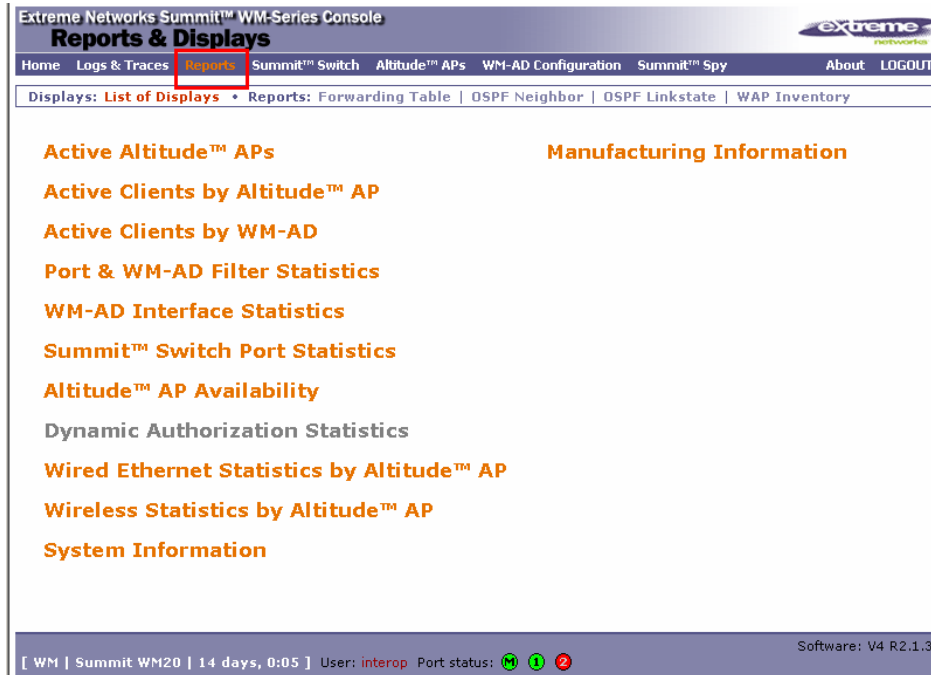 Extreme Networks Summit™ WM-Series Console
Reports & Displays
extreme
networks
Home Logs & Traces Reports Summit™ Switch Altitude™ APs WM-AD Configuration Summit™ Spy About LOGOUT
Displays: List of Displays • Reports: Forwarding Table | OSPF Neighbor | OSPF Linkstate | WAP Inventory
Active Altitude™ APs
Manufacturing Information
Active Clients by Altitude™ AP
Active Clients by WM-AD
Port & WM-AD Filter Statistics
WM-AD Interface Statistics
Summit™ Switch Port Statistics
Altitude™ AP Availability
Dynamic Authorization Statistics
Wired Ethernet Statistics by Altitude™ AP
Wireless Statistics by Altitude™ AP
System Information
Software: V4 R2.1.3
[ WM | Summit WM20 | 14 days, 0:05 ] User: interop Port status: M 1 2